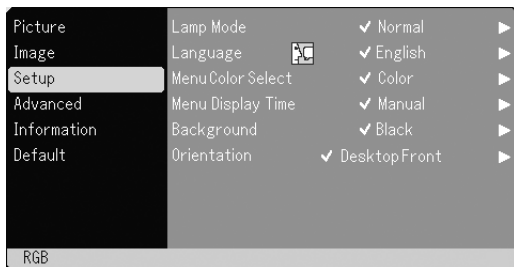 Picture
Image
Setup
Advanced
Information
Default
Lamp Mode ✓ Normal ▶
Language ✓ English ▶
Menu Color Select ✓ Color ▶
Menu Display Time ✓ Manual ▶
Background ✓ Black ▶
Orientation ✓ Desktop Front ▶
RGB